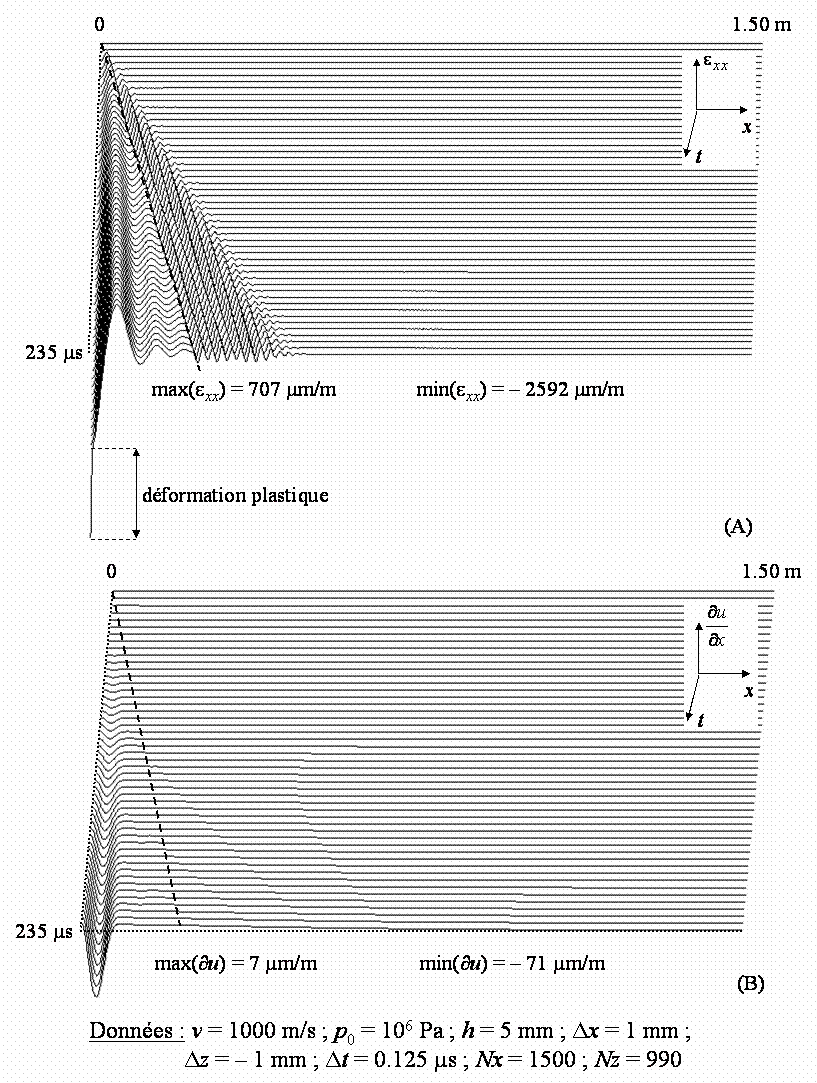 0 1.50 m
εxx
x
t
235 μs
max(εxx) = 707 μm/m min(εxx) = – 2592 μm/m
déformation plastique
(A)
0 1.50 m
∂u
∂x
x
t
235 μs
max(∂u) = 7 μm/m min(∂u) = – 71 μm/m
(B)
Données : v = 1000 m/s ; p₀ = 10⁶ Pa ; h = 5 mm ; Δx = 1 mm ;
Δz = – 1 mm ; Δt = 0.125 μs ; Nx = 1500 ; Nz = 990